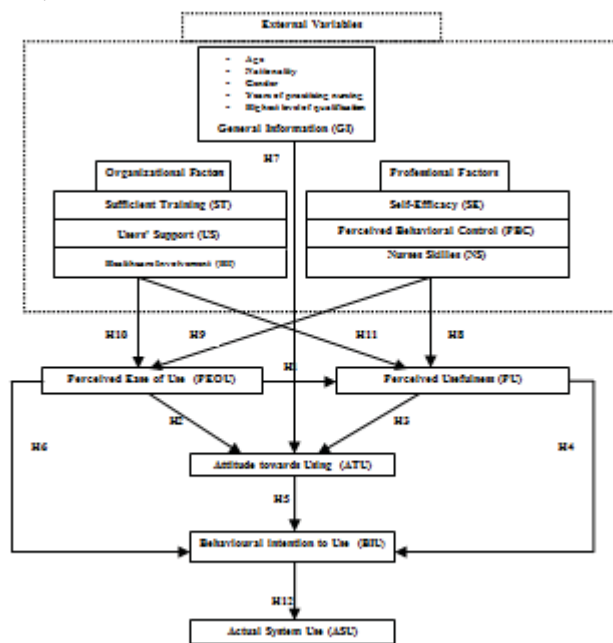 External Variables
- Age
- Nationality
- Gender
- Years of practising nursing
- Highest level of qualification
General Information (GI)
H7
Organizational Factors
Professional Factors
Sufficient Training (ST)
Self-Efficacy (SE)
Users' Support (US)
Perceived Behavioral Control (PBC)
Healthcare Involvement (HI)
Nurses Skilles (NS)
H10
H9
H11
H8
H1
Perceived Ease of Use (PEOU)
Perceived Usefulness (PU)
H2
H3
H6
H4
Attitude towards Using (ATU)
H5
Behavioural Intention to Use (BIU)
H12
Actual System Use (ASU)